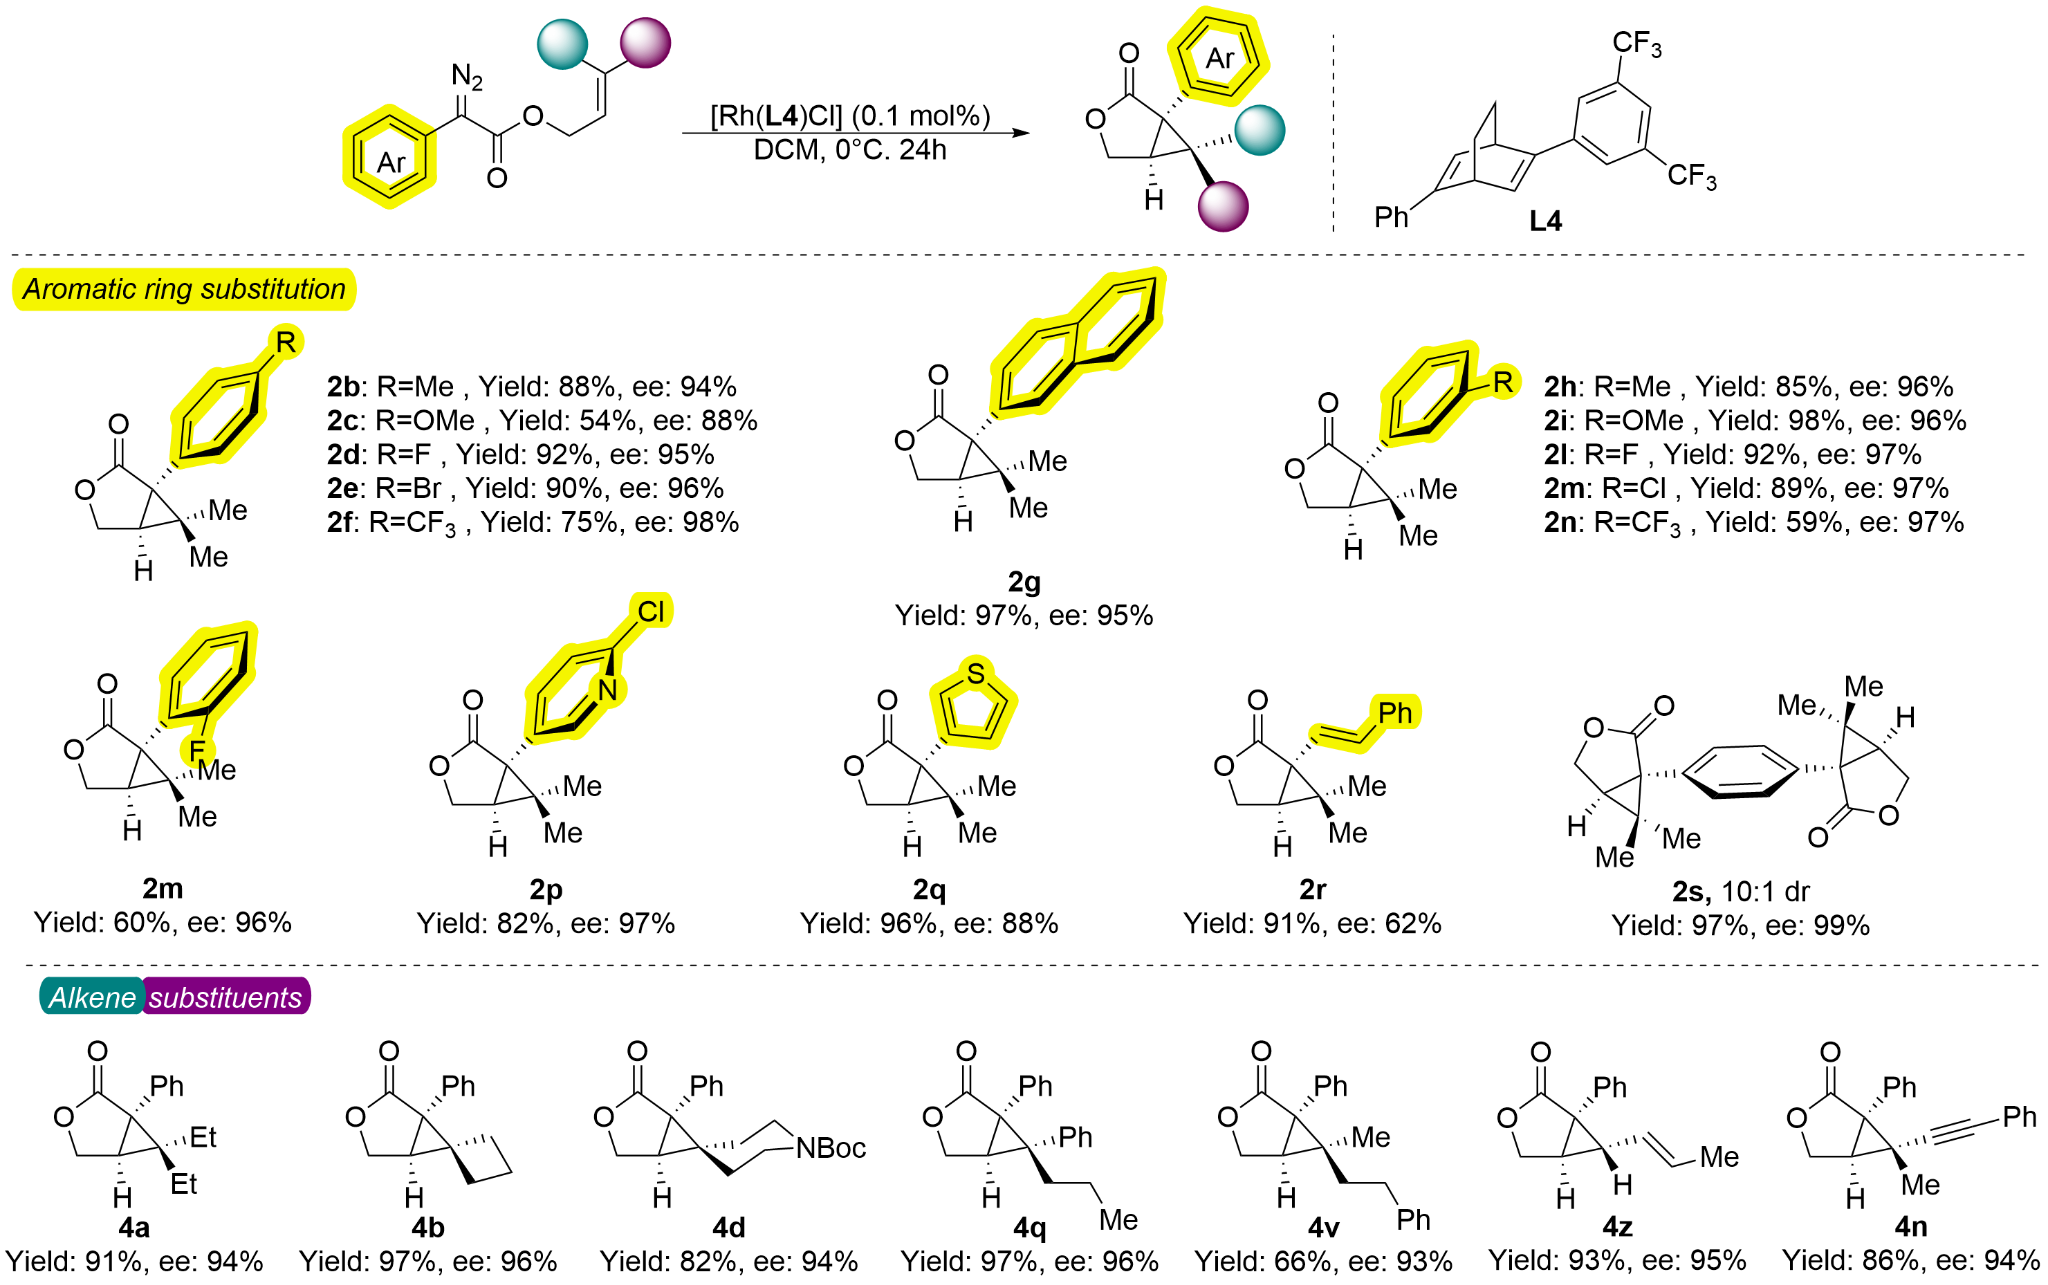 N2
O
O
Ar
[Rh(L4)Cl] (0.1 mol%)
DCM, 0°C. 24h
O
Ar
O
H
CF3
CF3
Ph
L4
Aromatic ring substitution
R
O
O
Me
Me
H
2b: R=Me , Yield: 88%, ee: 94%
2c: R=OMe , Yield: 54%, ee: 88%
2d: R=F , Yield: 92%, ee: 95%
2e: R=Br , Yield: 90%, ee: 96%
2f: R=CF3 , Yield: 75%, ee: 98%
O
O
Me
Me
H
2g
Yield: 97%, ee: 95%
R
O
O
Me
Me
H
2h: R=Me , Yield: 85%, ee: 96%
2i: R=OMe , Yield: 98%, ee: 96%
2l: R=F , Yield: 92%, ee: 97%
2m: R=Cl , Yield: 89%, ee: 97%
2n: R=CF3 , Yield: 59%, ee: 97%
O
O
F
Me
Me
H
2m
Yield: 60%, ee: 96%
Cl
N
O
O
Me
Me
H
2p
Yield: 82%, ee: 97%
S
O
O
Me
Me
H
2q
Yield: 96%, ee: 88%
Ph
O
O
Me
Me
H
2r
Yield: 91%, ee: 62%
O
O
H
Me
Me
Me
Me
H
O
O
2s, 10:1 dr
Yield: 97%, ee: 99%
Alkene substituents
O
Ph
O
Et
Et
H
4a
Yield: 91%, ee: 94%
O
Ph
O
H
4b
Yield: 97%, ee: 96%
O
Ph
O
NBoc
H
4d
Yield: 82%, ee: 94%
O
Ph
O
Ph
H
Me
4q
Yield: 97%, ee: 96%
O
Ph
O
Me
H
Ph
4v
Yield: 66%, ee: 93%
O
Ph
O
Me
H
H
4z
Yield: 93%, ee: 95%
O
Ph
Ph
O
Me
H
4n
Yield: 86%, ee: 94%